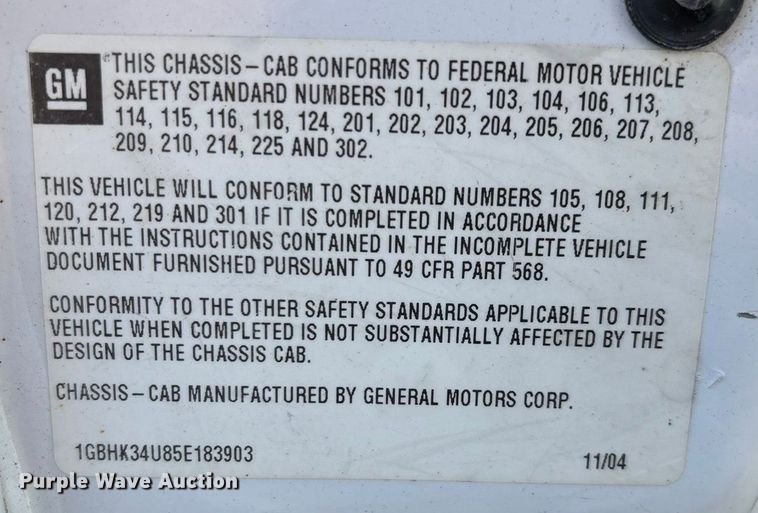 GM
THIS CHASSIS-CAB CONFORMS TO FEDERAL MOTOR VEHICLE
SAFETY STANDARD NUMBERS 101, 102, 103, 104, 106, 113,
114, 115, 116, 118, 124, 201, 202, 203, 204, 205, 206, 207, 208,
209, 210, 214, 225 AND 302.
THIS VEHICLE WILL CONFORM TO STANDARD NUMBERS 105, 108, 111,
120, 212, 219 AND 301 IF IT IS COMPLETED IN ACCORDANCE
WITH THE INSTRUCTIONS CONTAINED IN THE INCOMPLETE VEHICLE
DOCUMENT FURNISHED PURSUANT TO 49 CFR PART 568.
CONFORMITY TO THE OTHER SAFETY STANDARDS APPLICABLE TO THIS
VEHICLE WHEN COMPLETED IS NOT SUBSTANTIALLY AFFECTED BY THE
DESIGN OF THE CHASSIS CAB.
CHASSIS-CAB MANUFACTURED BY GENERAL MOTORS CORP.
1GBHK34U85E183903
11/04
Purple Wave Auction